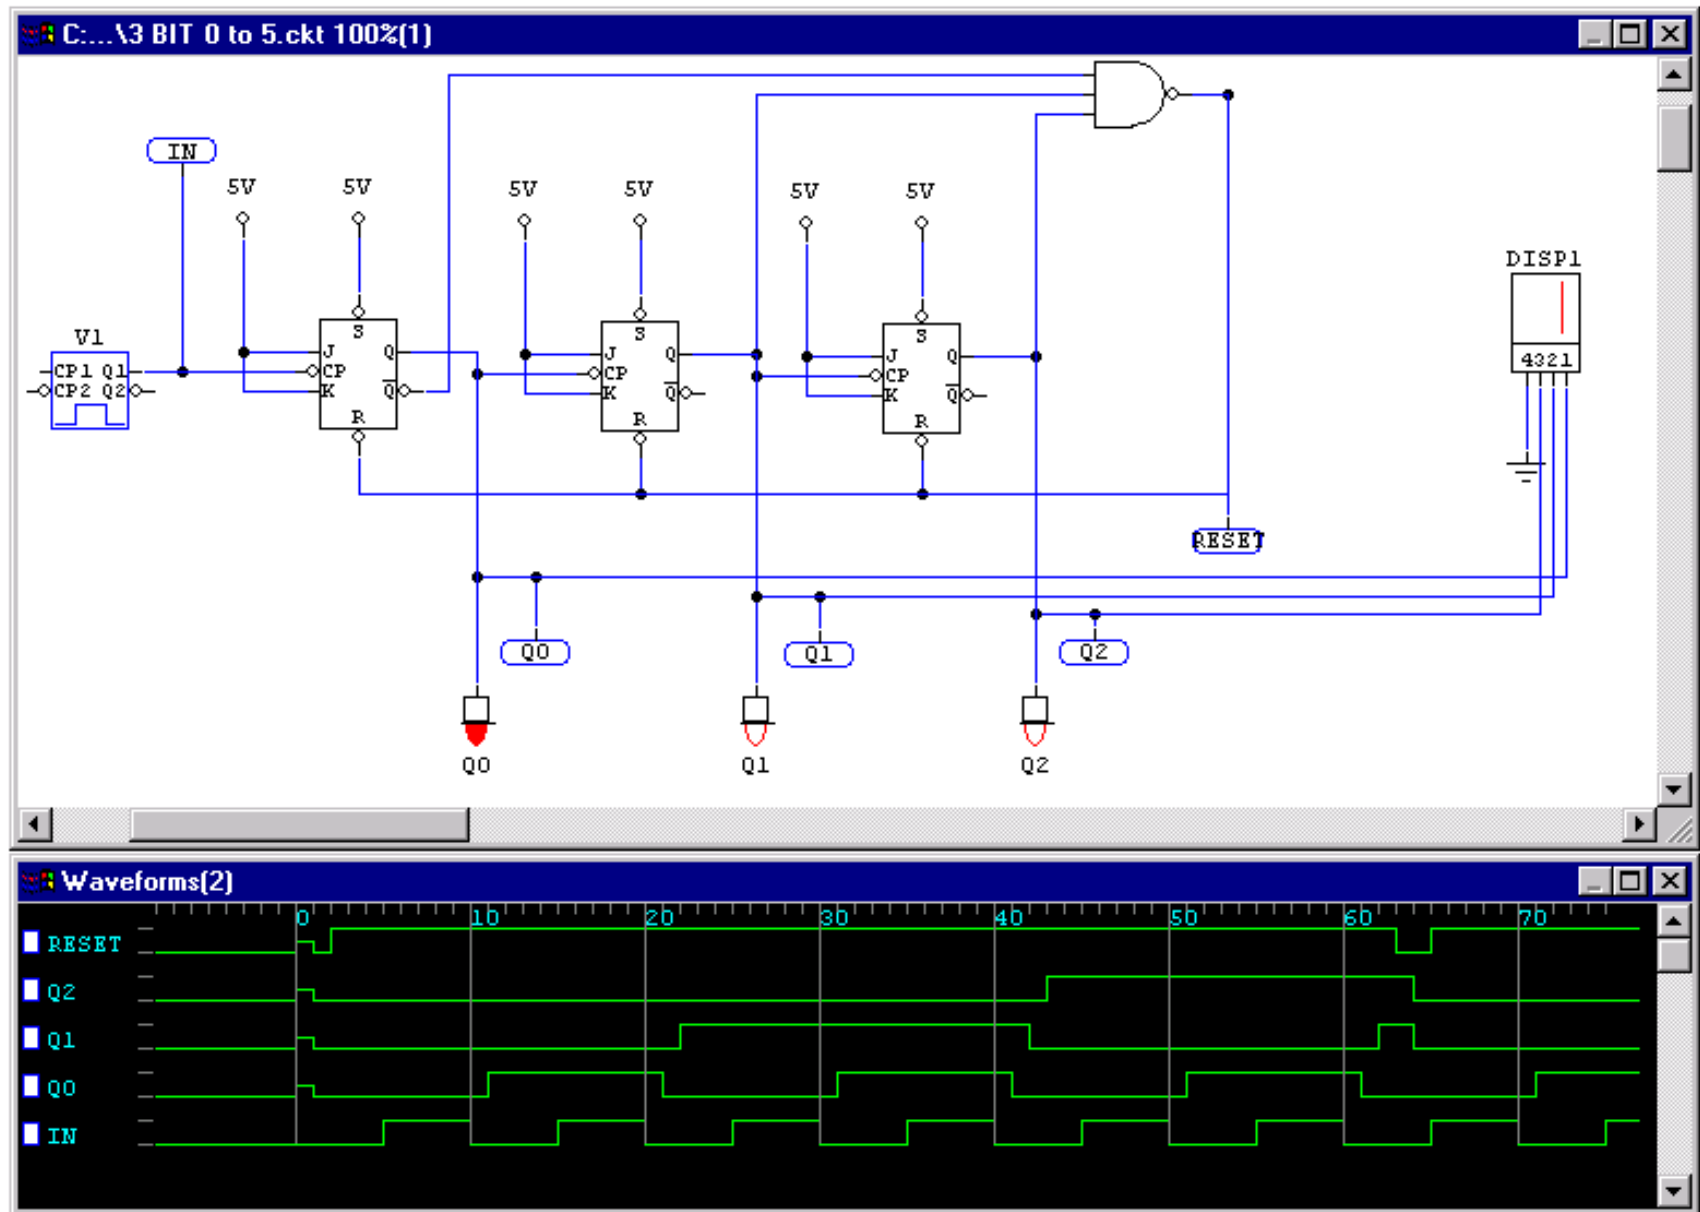 C:...\3 BIT 0 to 5.ckt 100%(1)
IN
5V 5V 5V 5V 5V 5V
DISP1
4321
V1
CP1 Q1
CP2 Q2
S
J Q
CP
K Q̅
R
S
J Q
CP
K Q̅
R
S
J Q
CP
K Q̅
R
RESET
Q0 Q1 Q2
Q0 Q1 Q2
Waveforms(2)
0 10 20 30 40 50 60 70
RESET
Q2
Q1
Q0
IN